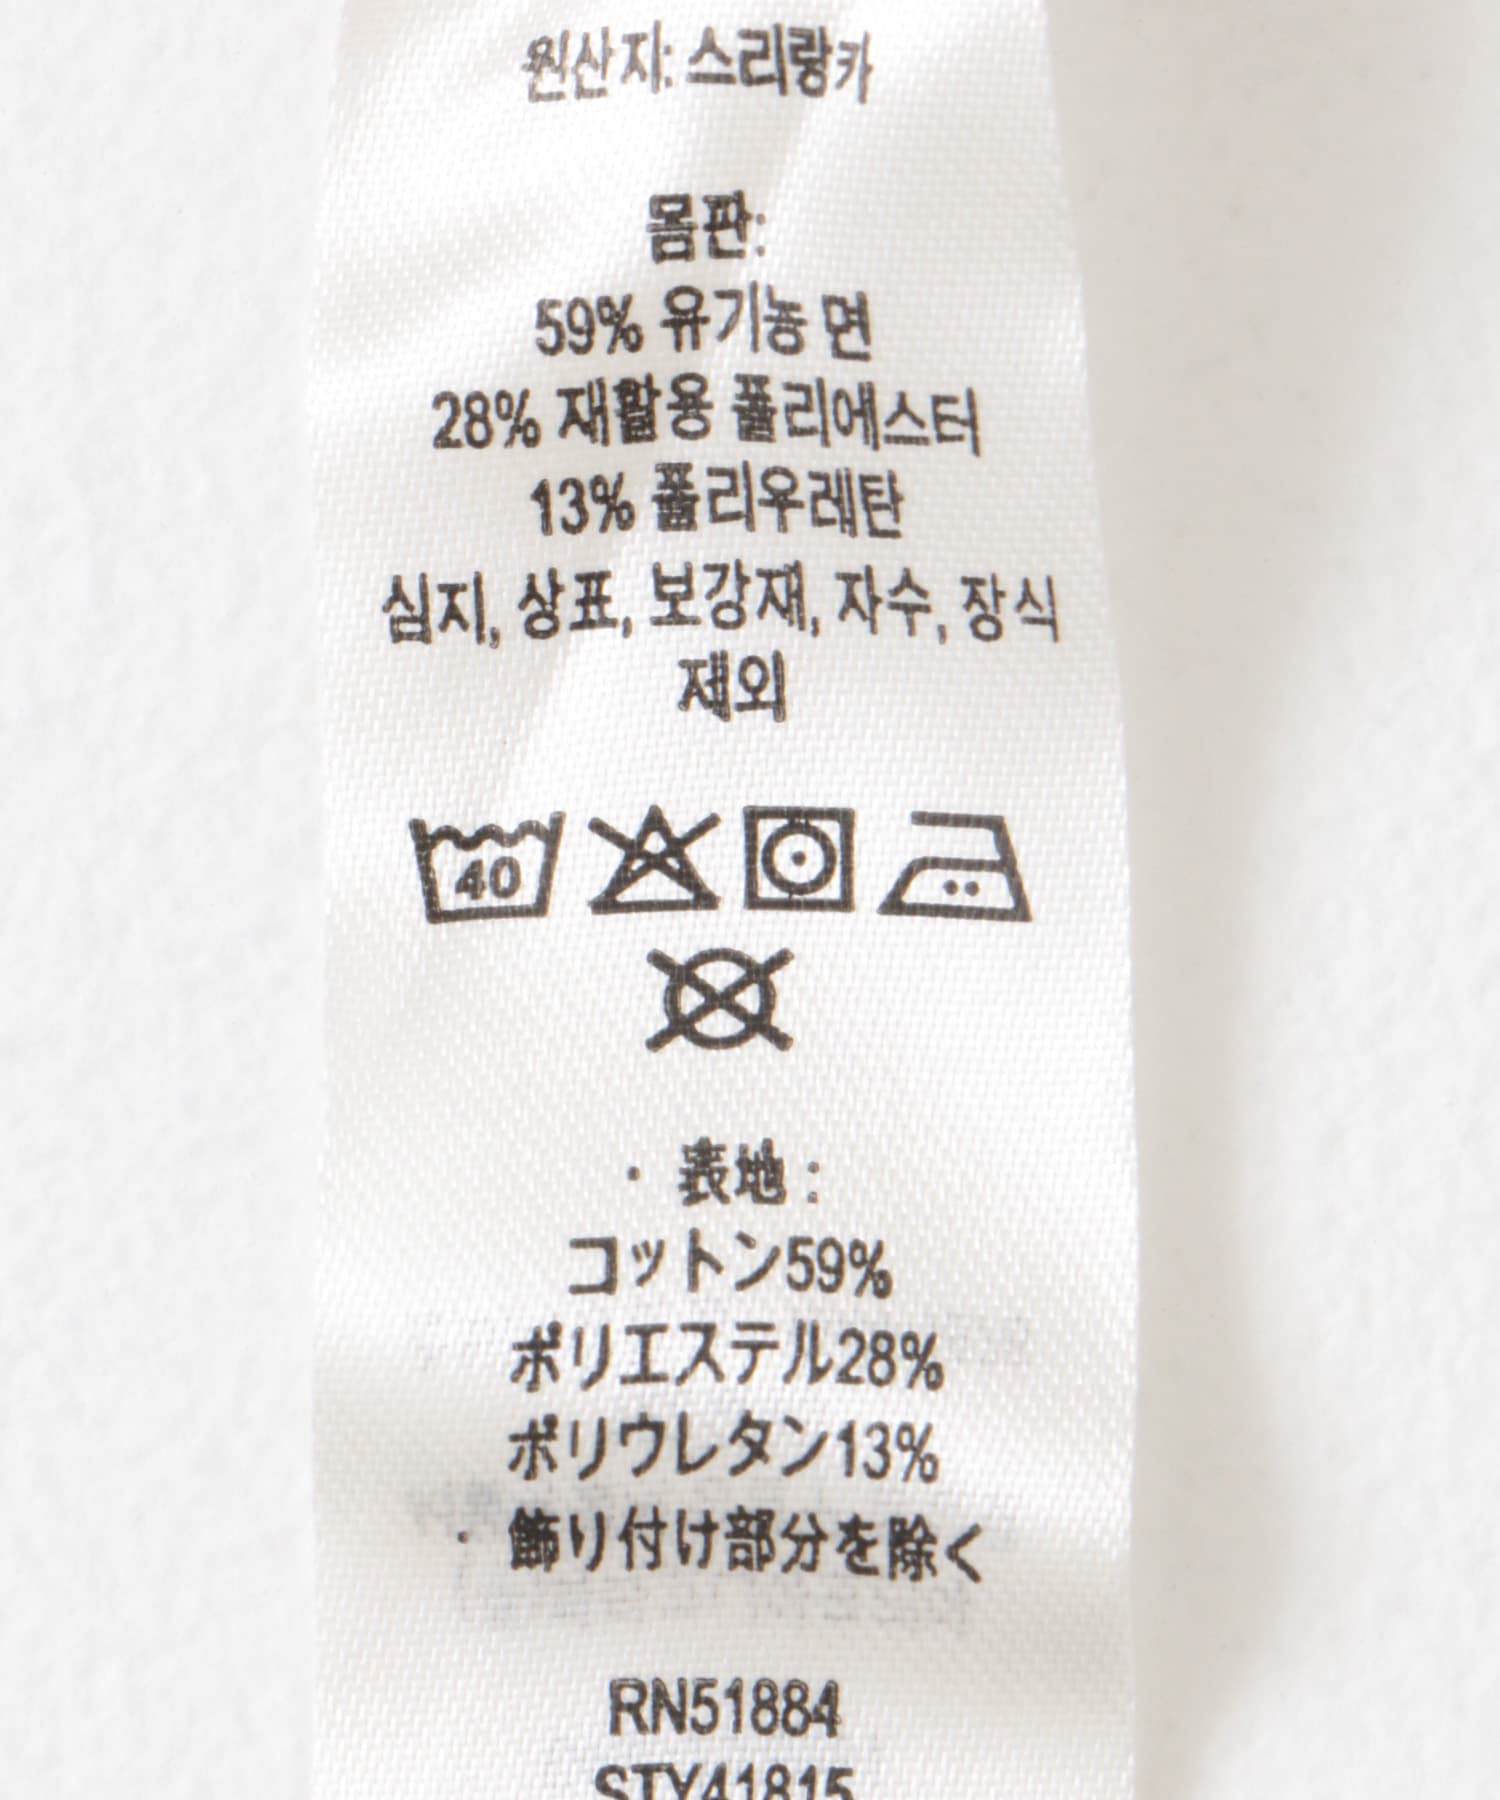 원산지: 스리랑카
몸판:
59% 유기농 면
28% 재활용 폴리에스터
13% 폴리우레탄
심지, 상표, 보강재, 자수, 장식
제외
40
・表地 :
コットン59%
ポリエステル28%
ポリウレタン13%
・飾り付け部分を除く
RN51884
STY41815